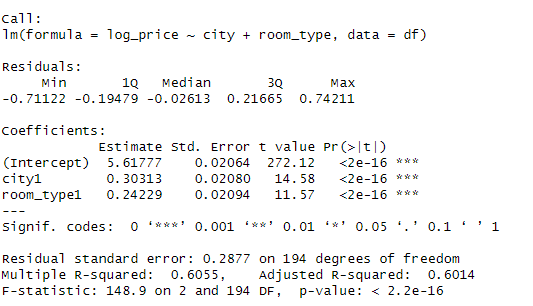 Call:
lm(formula = log_price ~ city + room_type, data = df)
Residuals:
Min 1Q Median 3Q Max
-0.71122 -0.19479 -0.02613 0.21665 0.74211
Coefficients:
Estimate Std. Error t value Pr(>|t|)
(Intercept) 5.61777 0.02064 272.12 <2e-16 ***
city1 0.30313 0.02080 14.58 <2e-16 ***
room_type1 0.24229 0.02094 11.57 <2e-16 ***
---
Signif. codes: 0 ‘***’ 0.001 ‘**’ 0.01 ‘*’ 0.05 ‘.’ 0.1 ‘ ’ 1
Residual standard error: 0.2877 on 194 degrees of freedom
Multiple R-squared: 0.6055, Adjusted R-squared: 0.6014
F-statistic: 148.9 on 2 and 194 DF, p-value: < 2.2e-16